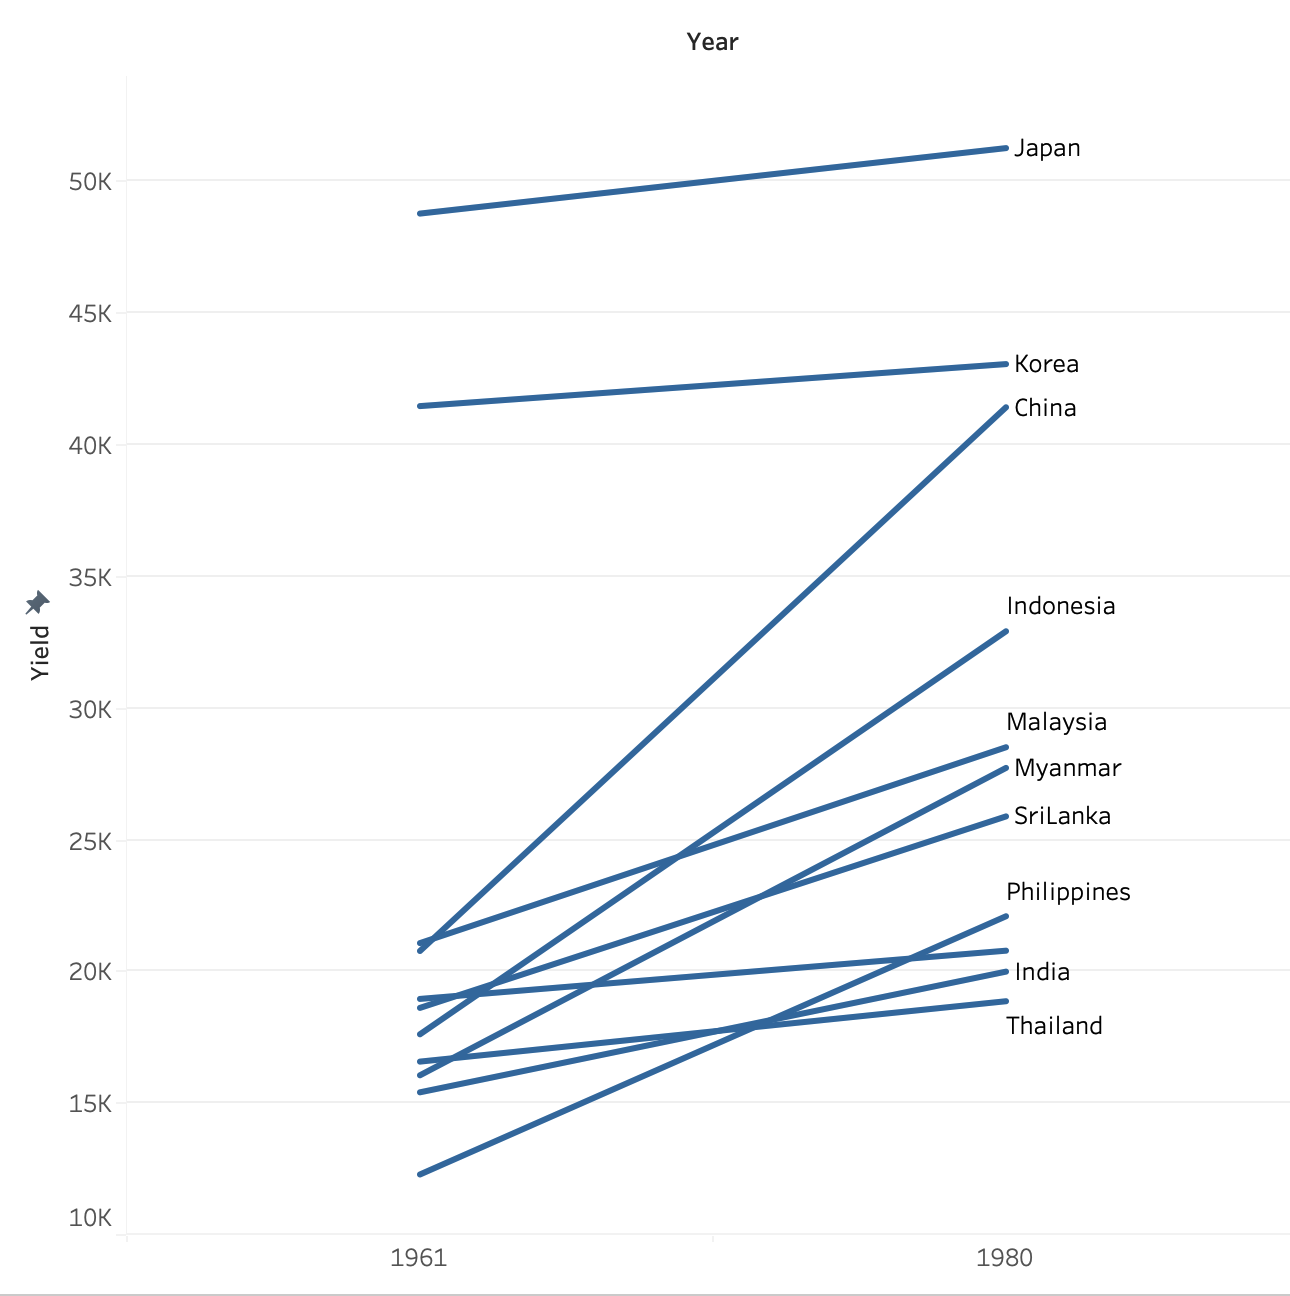 Year
Yield
50K
45K
40K
35K
30K
25K
20K
15K
10K
Japan
Korea
China
Indonesia
Malaysia
Myanmar
SriLanka
Philippines
India
Thailand
1961
1980